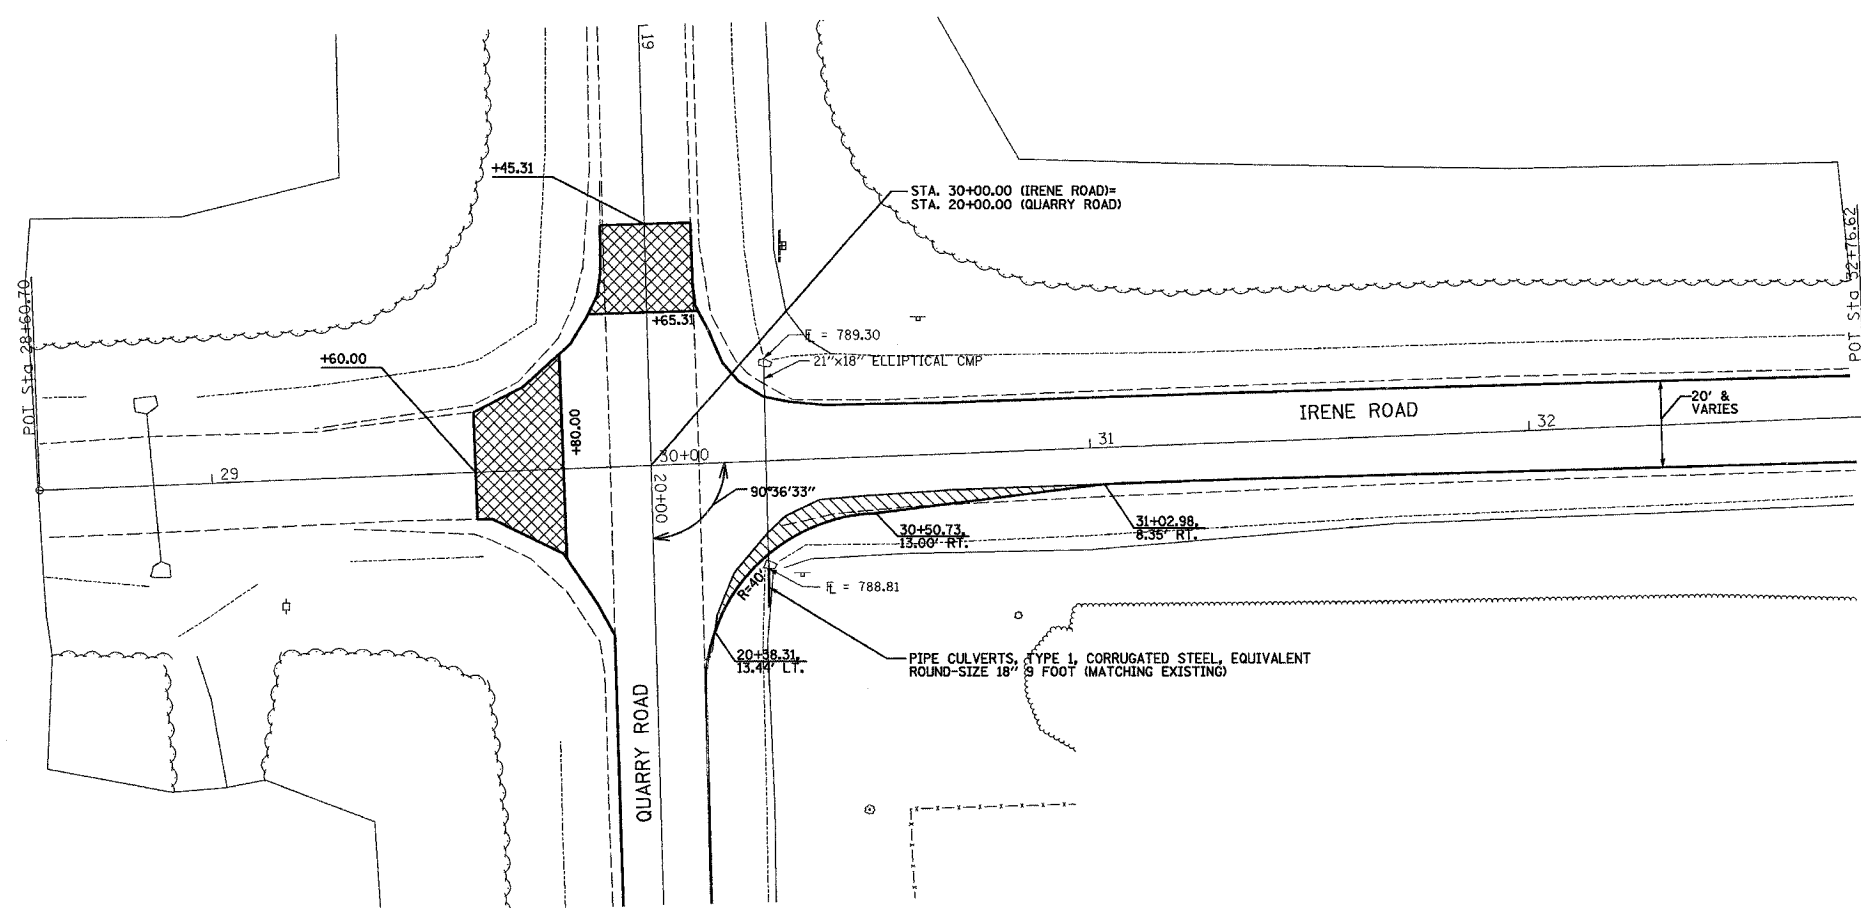 19
+45.31
STA. 30+00.00 (IRENE ROAD)=
STA. 20+00.00 (QUARRY ROAD)
POT Sta 28+60.70
POT Sta 32+76.62
+65.31
FL = 789.30
21"x18" ELLIPTICAL CMP
+60.00
+80.00
IRENE ROAD
20' &
VARIES
29
30+00
31
32
20+00
90°36'33"
30+50.73,
13.00' RT.
31+02.98,
8.35' RT.
R=40'
FL = 788.81
20+38.31,
13.44' LT.
PIPE CULVERTS, TYPE 1, CORRUGATED STEEL, EQUIVALENT
ROUND-SIZE 18" 9 FOOT (MATCHING EXISTING)
QUARRY ROAD